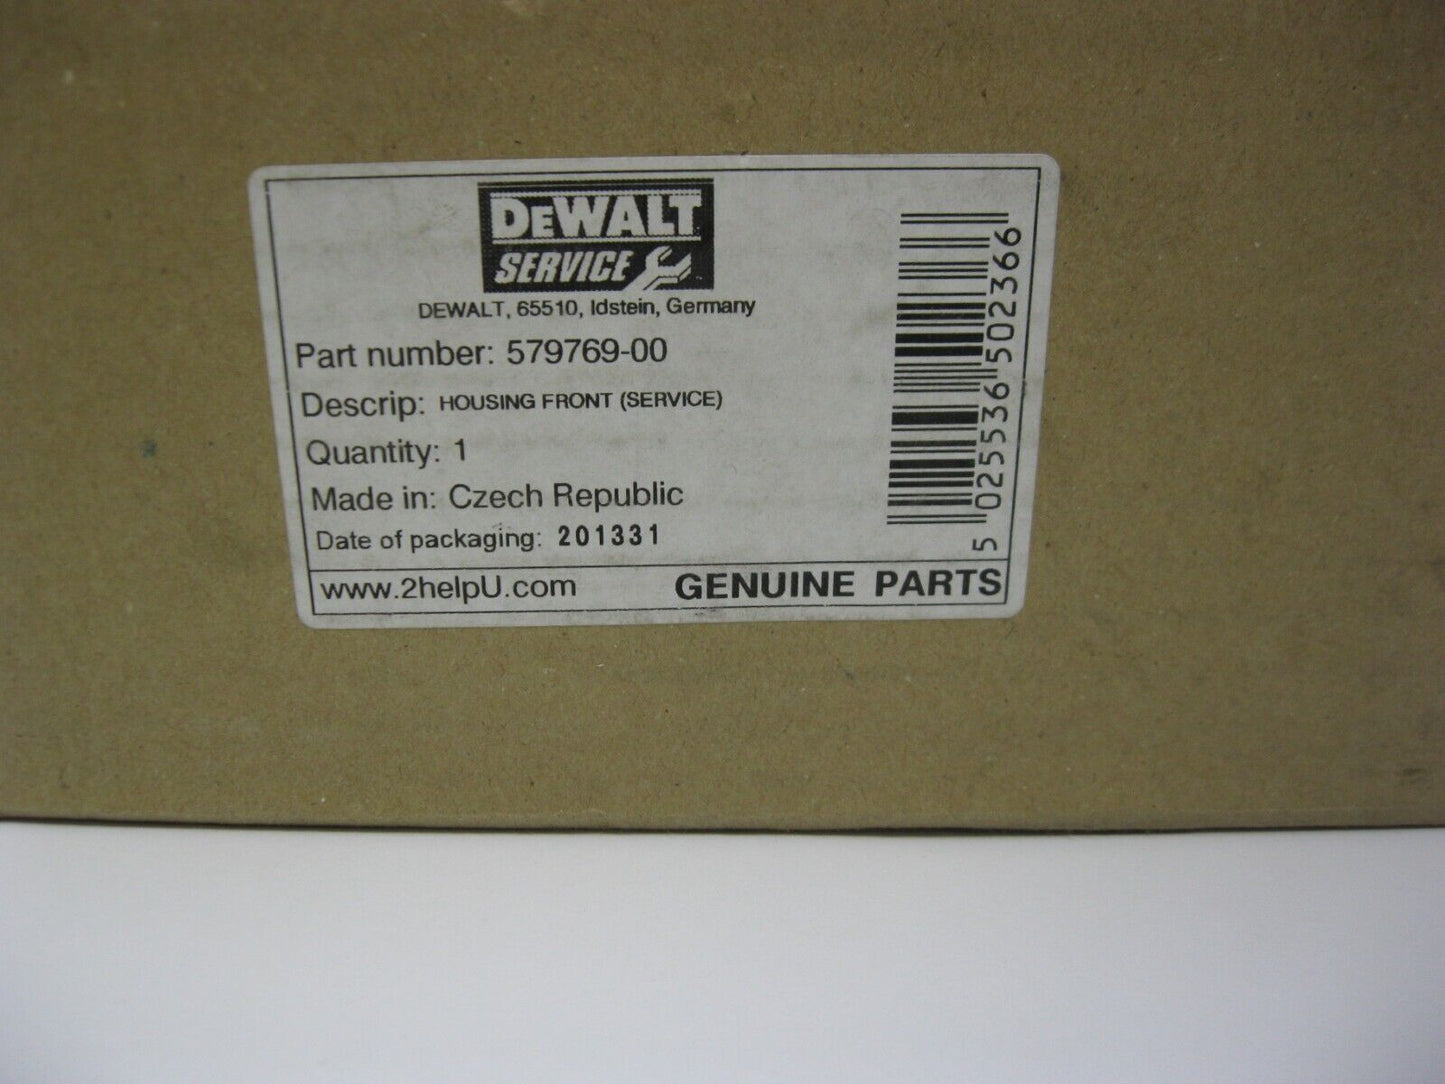 DEWALT
SERVICE
DEWALT, 65510, Idstein, Germany
Part number: 579769-00
Descrip: HOUSING FRONT (SERVICE)
Quantity: 1
Made in: Czech Republic
Date of packaging: 201331
www.2helpU.com GENUINE PARTS
5 025536 502366